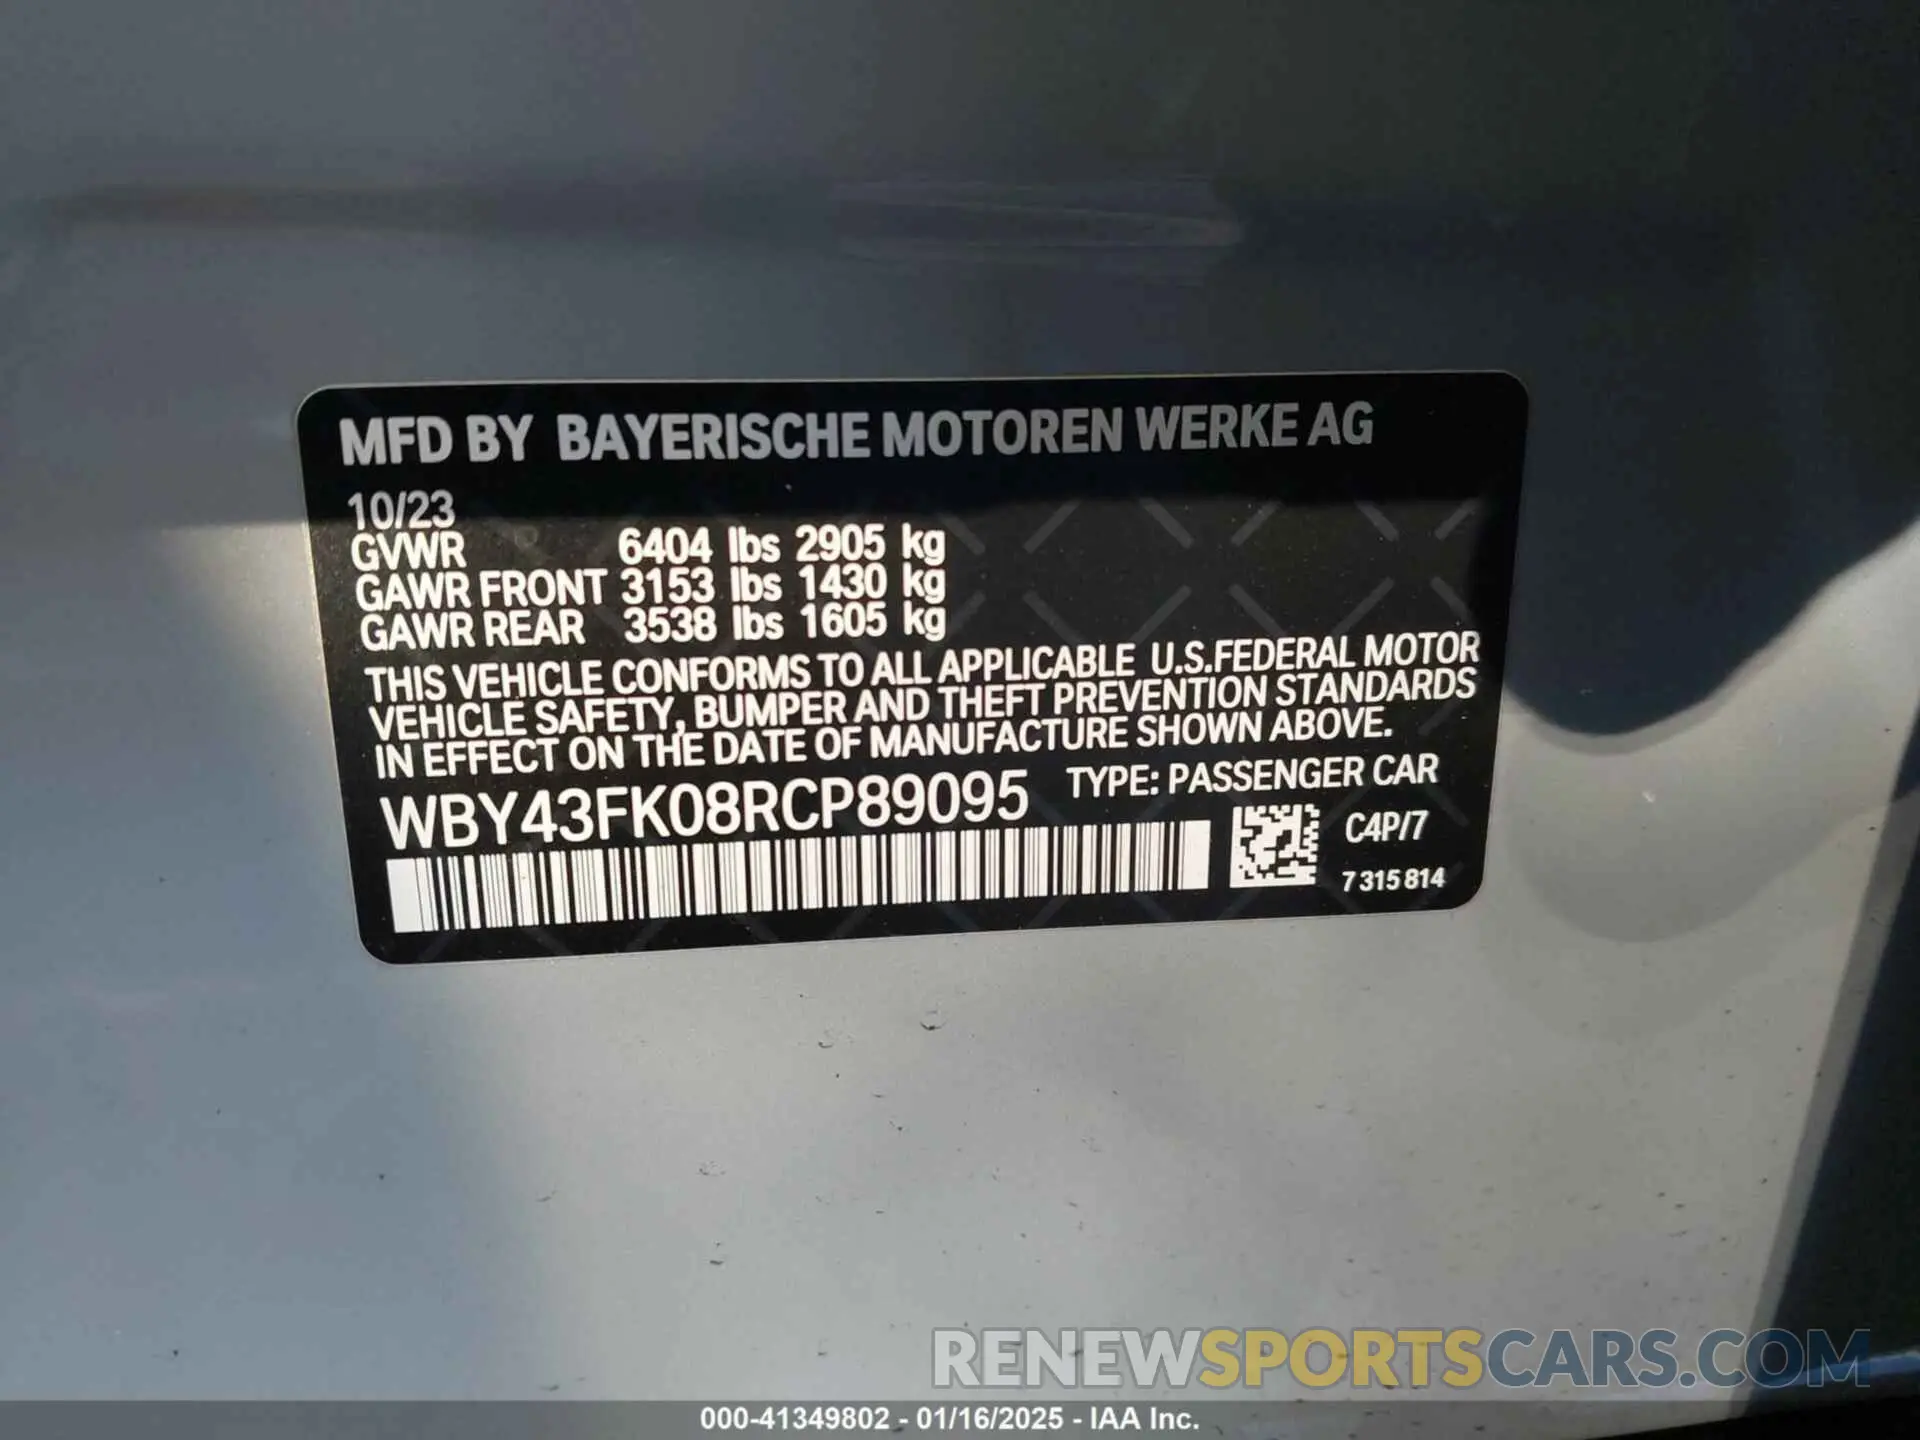 MFD BY BAYERISCHE MOTOREN WERKE AG
10/23
GVWR 6404 lbs 2905 kg
GAWR FRONT 3153 lbs 1430 kg
GAWR REAR 3538 lbs 1605 kg
THIS VEHICLE CONFORMS TO ALL APPLICABLE U.S.FEDERAL MOTOR
VEHICLE SAFETY, BUMPER AND THEFT PREVENTION STANDARDS
IN EFFECT ON THE DATE OF MANUFACTURE SHOWN ABOVE.
WBY43FK08RCP89095 TYPE: PASSENGER CAR
C4P/7
7 315 814
RENEWSPORTSCARS.COM
000-41349802 - 01/16/2025 - IAA Inc.